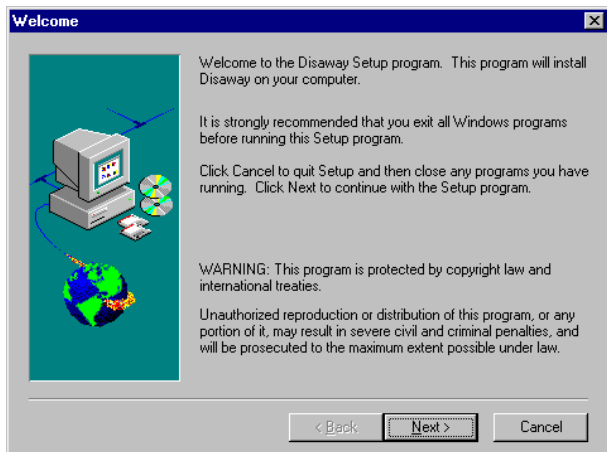 Welcome
Welcome to the Disaway Setup program.  This program will install
Disaway on your computer.
It is strongly recommended that you exit all Windows programs
before running this Setup program.
Click Cancel to quit Setup and then close any programs you have
running.  Click Next to continue with the Setup program.
WARNING: This program is protected by copyright law and
international treaties.
Unauthorized reproduction or distribution of this program, or any
portion of it, may result in severe civil and criminal penalties, and
will be prosecuted to the maximum extent possible under law.
< Back
Next >
Cancel